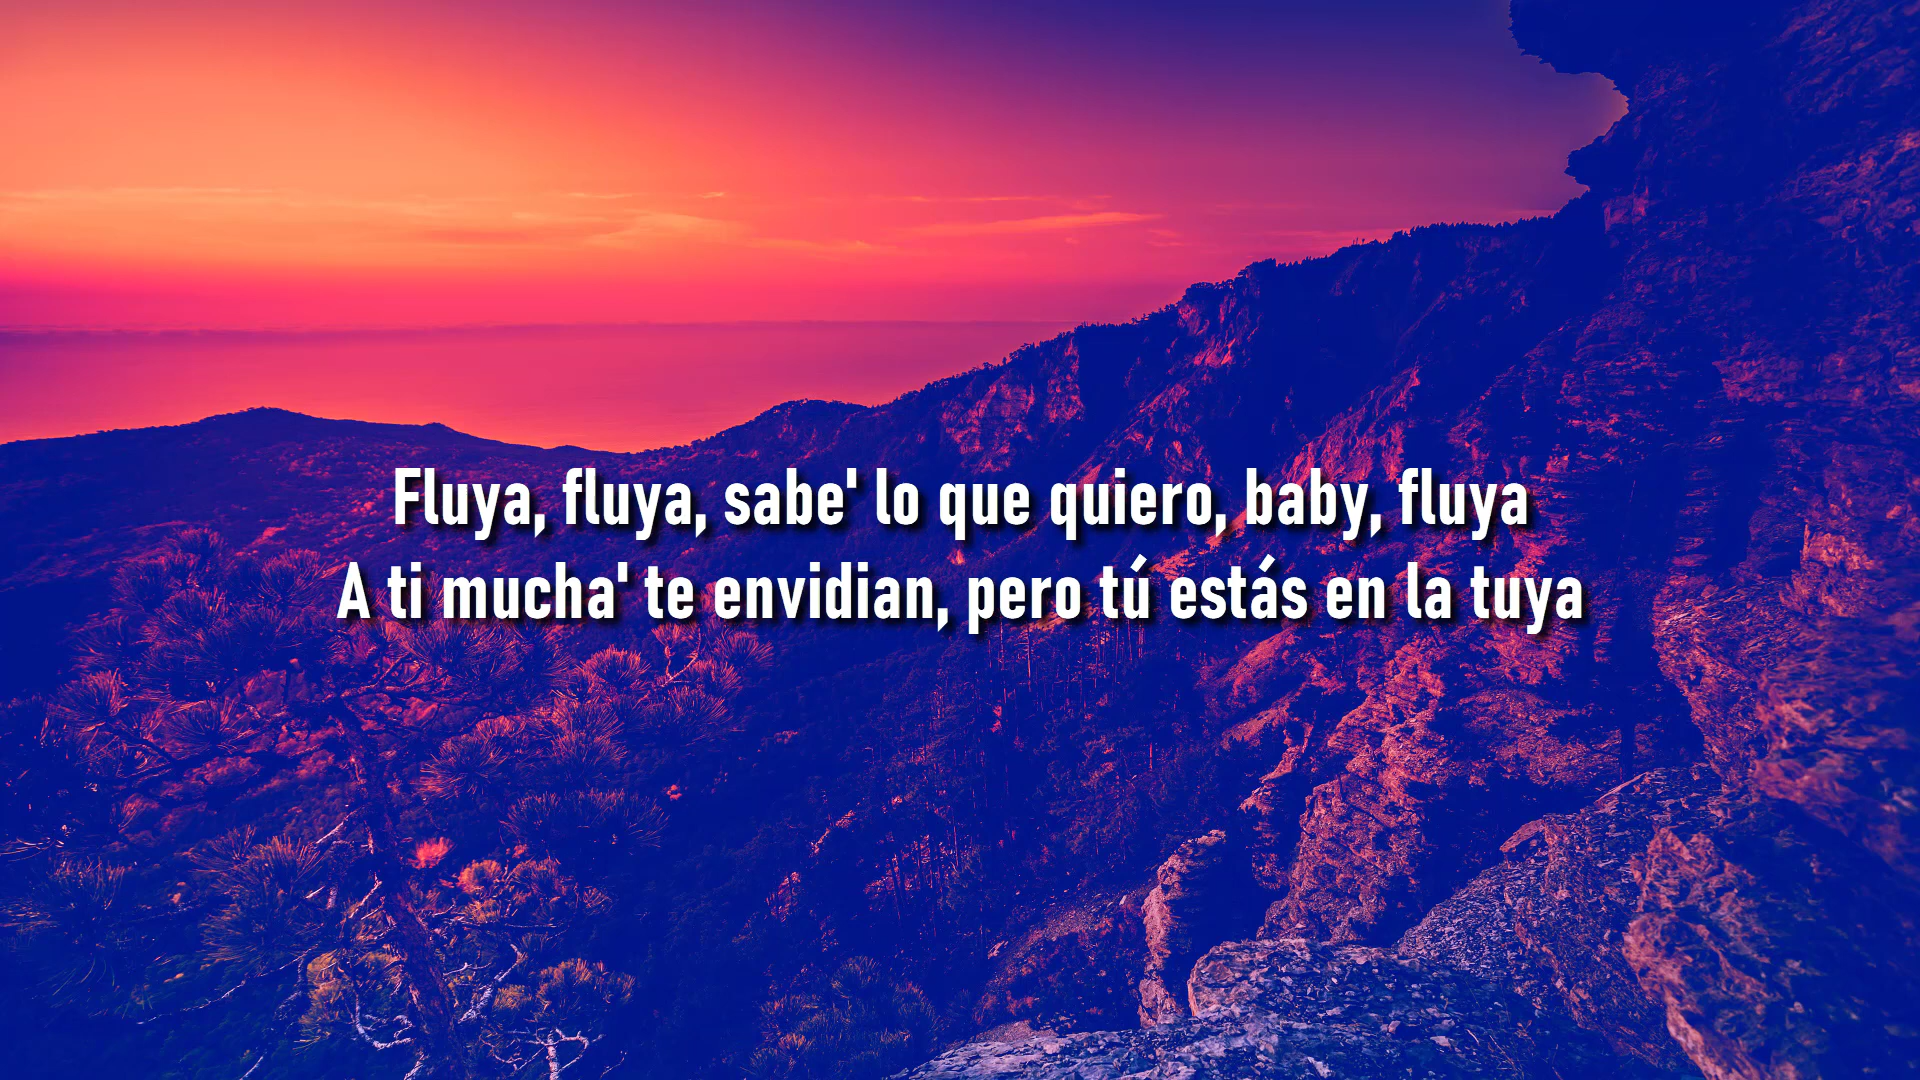 Fluya, fluya, sabe' lo que quiero, baby, fluya
A ti mucha' te envidian, pero tú estás en la tuya